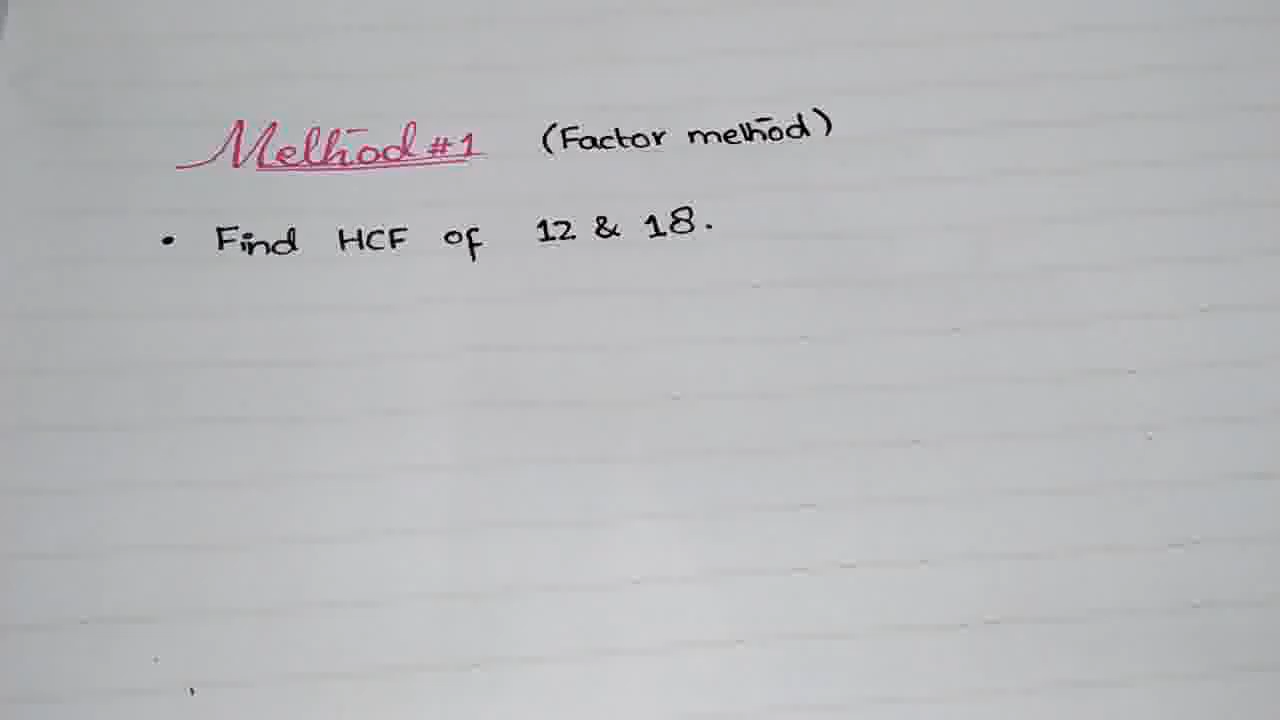 Method #1 (Factor method)
• Find HCF of 12 & 18.